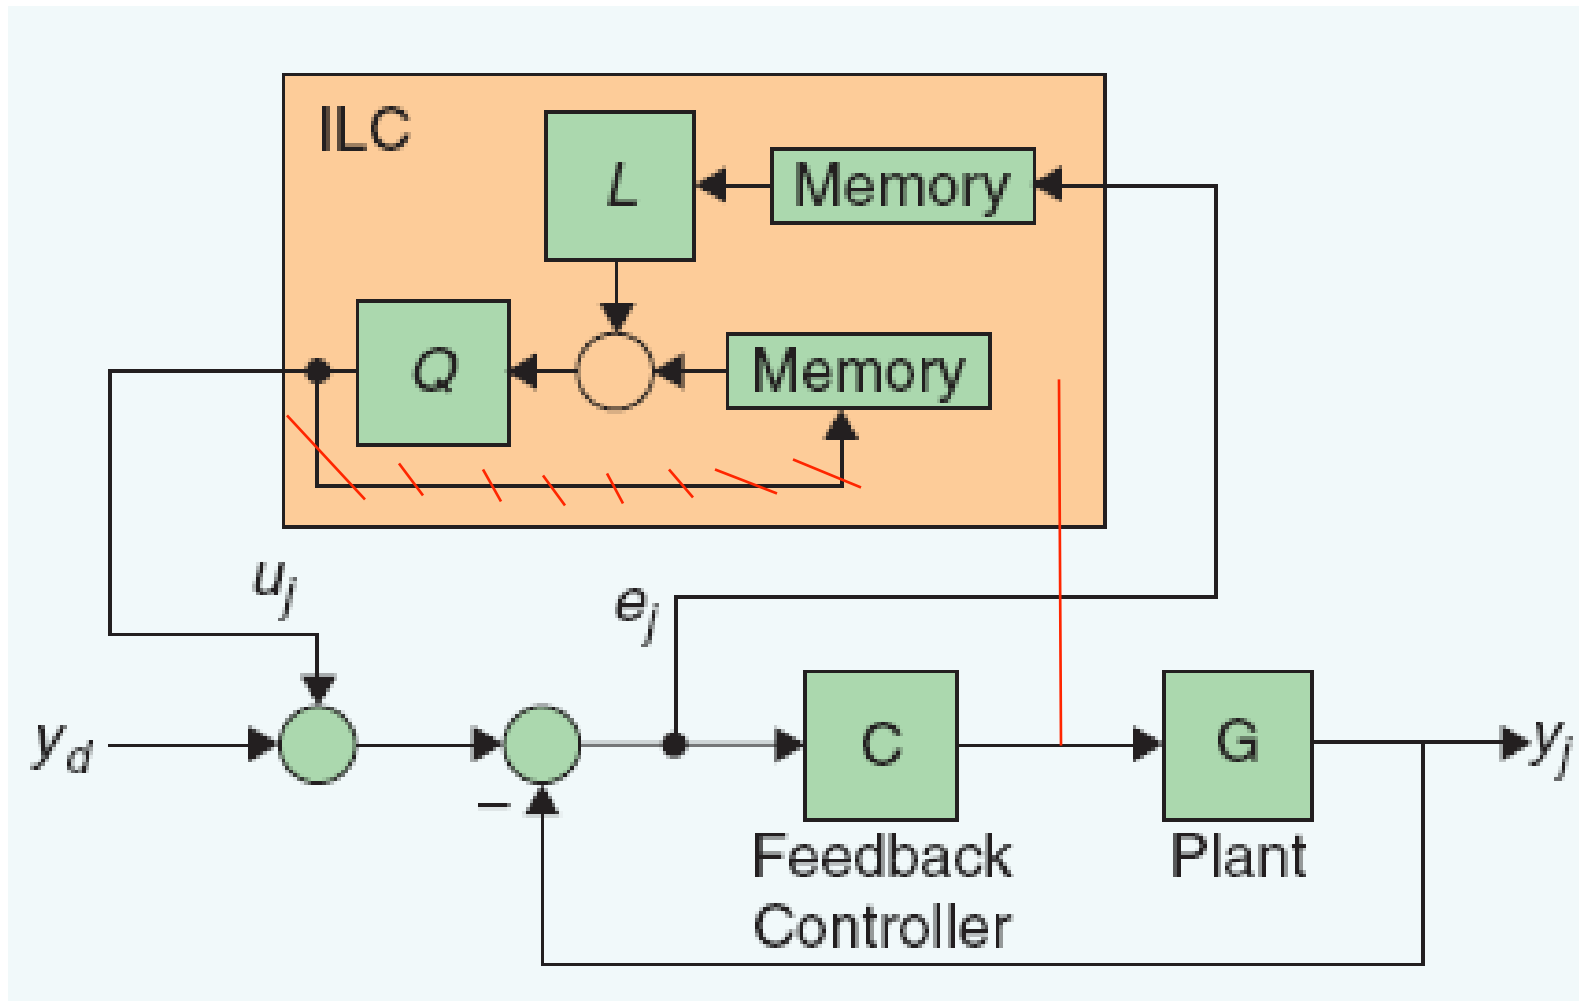 ILC
L
Memory
Q
Memory
u_j
e_j
y_d
−
C
G
y_j
Feedback
Controller
Plant